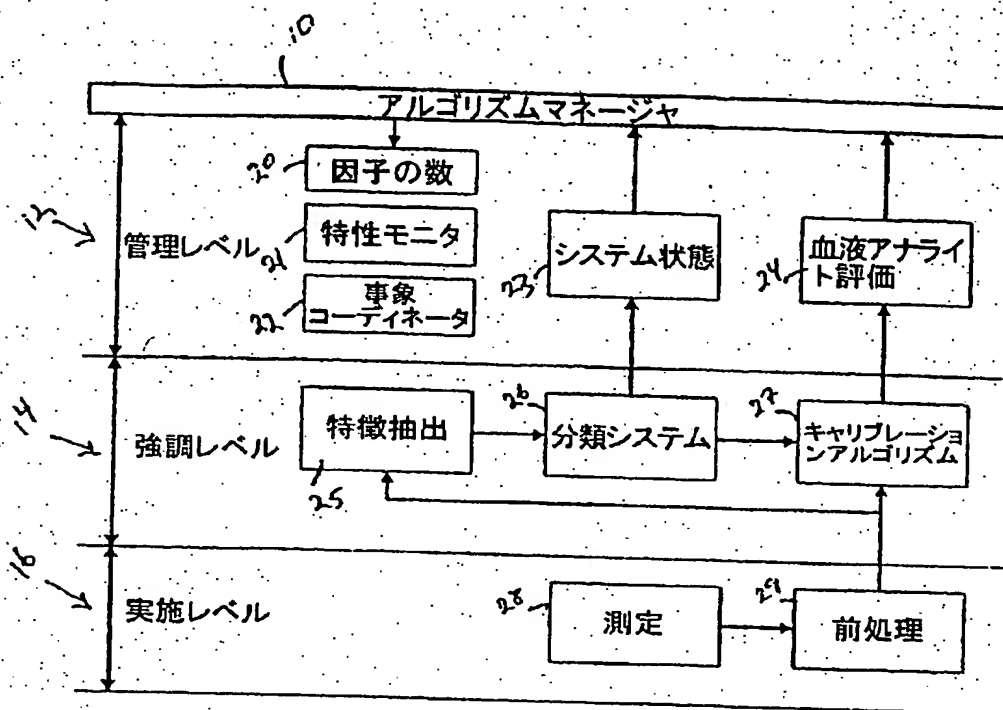 10
アルゴリズムマネージャ
20
因子の数
12
管理レベル
21
特性モニタ
22
事象
コーディネータ
23
システム状態
24
血液アナライ
ト評価
14
強調レベル
特徴抽出
25
26
分類システム
27
キャリブレーショ
ンアルゴリズム
16
実施レベル
28
測定
29
前処理